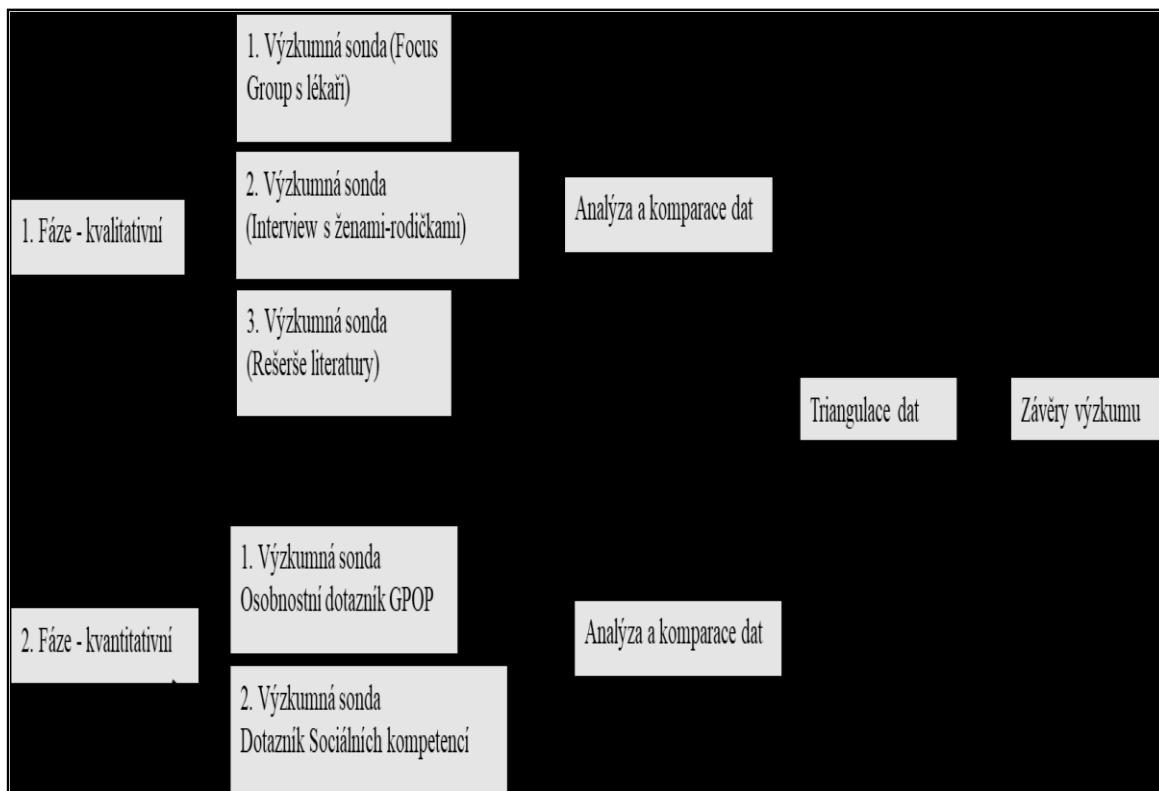 1. Fáze - kvalitativní
1. Výzkumná sonda (Focus
Group s lékaři)
2. Výzkumná sonda
(Interview s ženami-rodičkami)
3. Výzkumná sonda
(Rešerše literatury)
Analýza a komparace dat
2. Fáze - kvantitativní
1. Výzkumná sonda
Osobnostní dotazník GPOP
2. Výzkumná sonda
Dotazník Sociálních kompetencí
Analýza a komparace dat
Triangulace dat
Závěry výzkumu